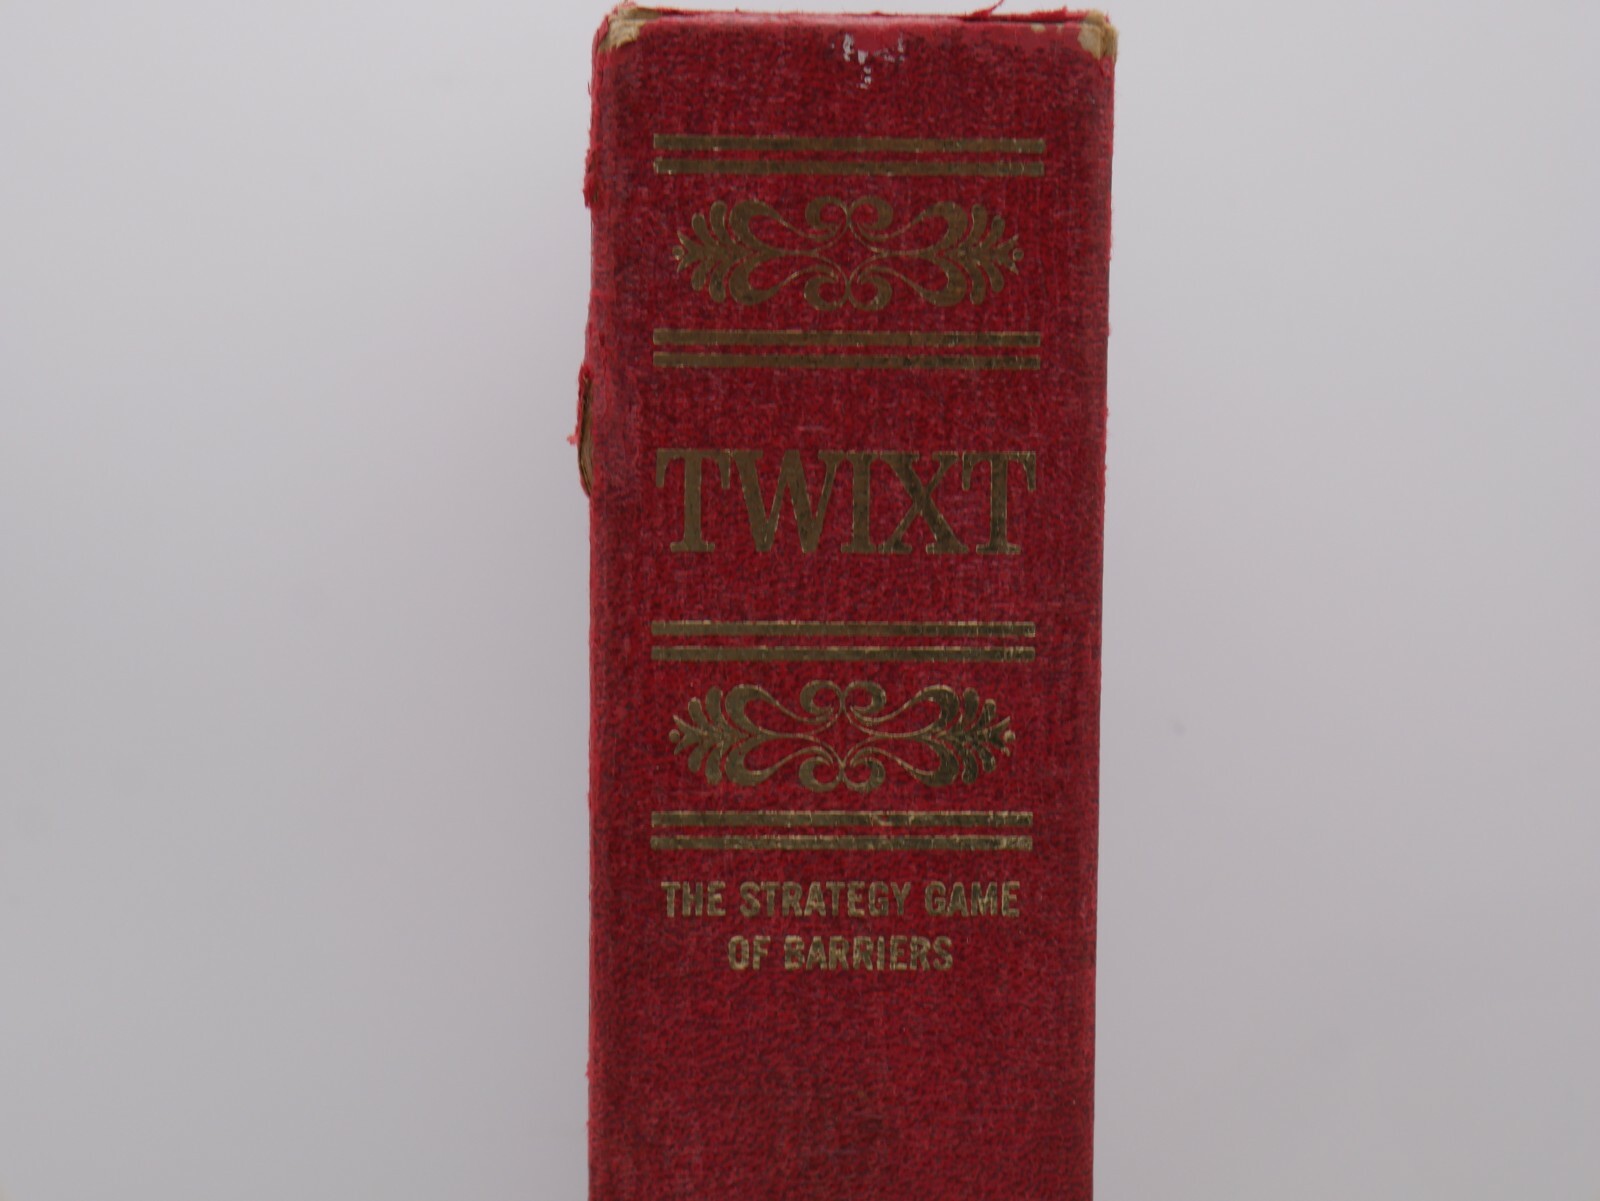 TWIXT
THE STRATEGY GAME
OF BARRIERS